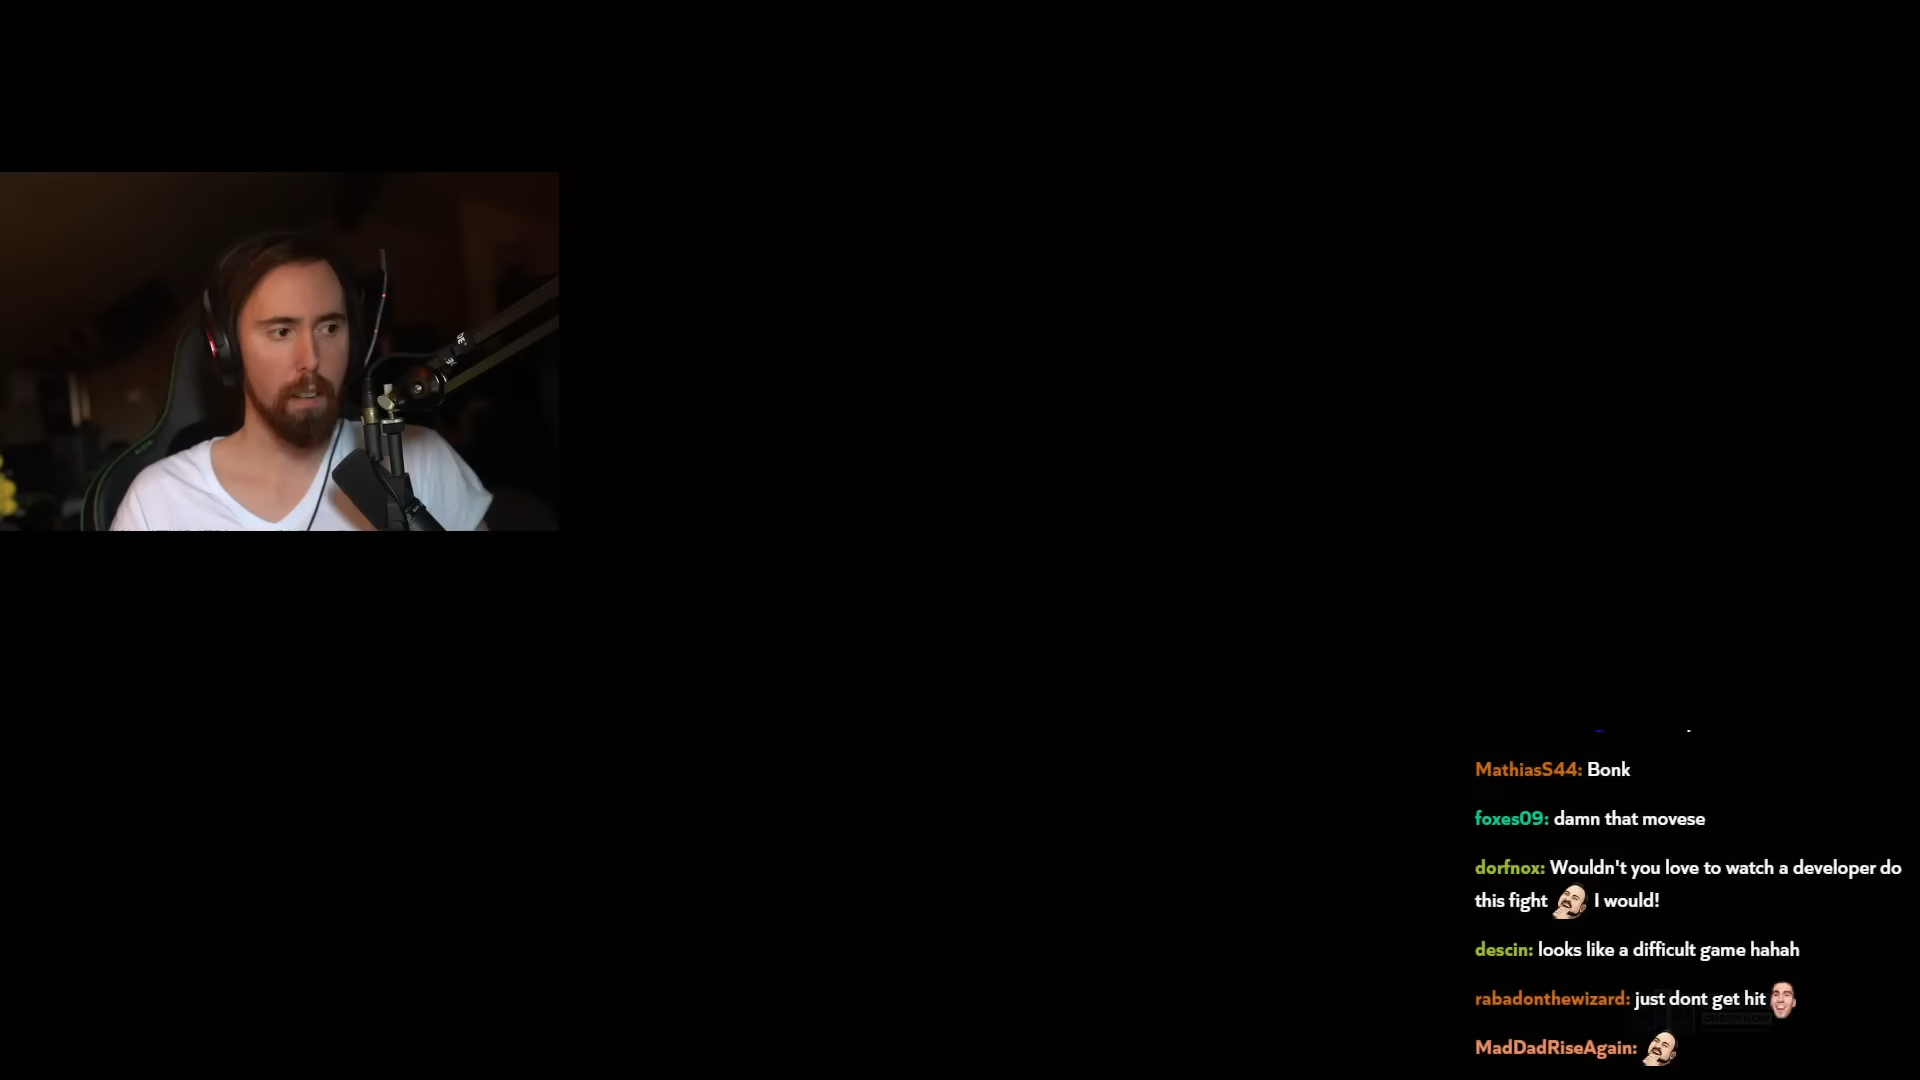 MathiasS44: Bonk
foxes09: damn that movese
dorfnox: Wouldn't you love to watch a developer do
this fight I would!
descin: looks like a difficult game hahah
rabadonthewizard: just dont get hit
MadDadRiseAgain: